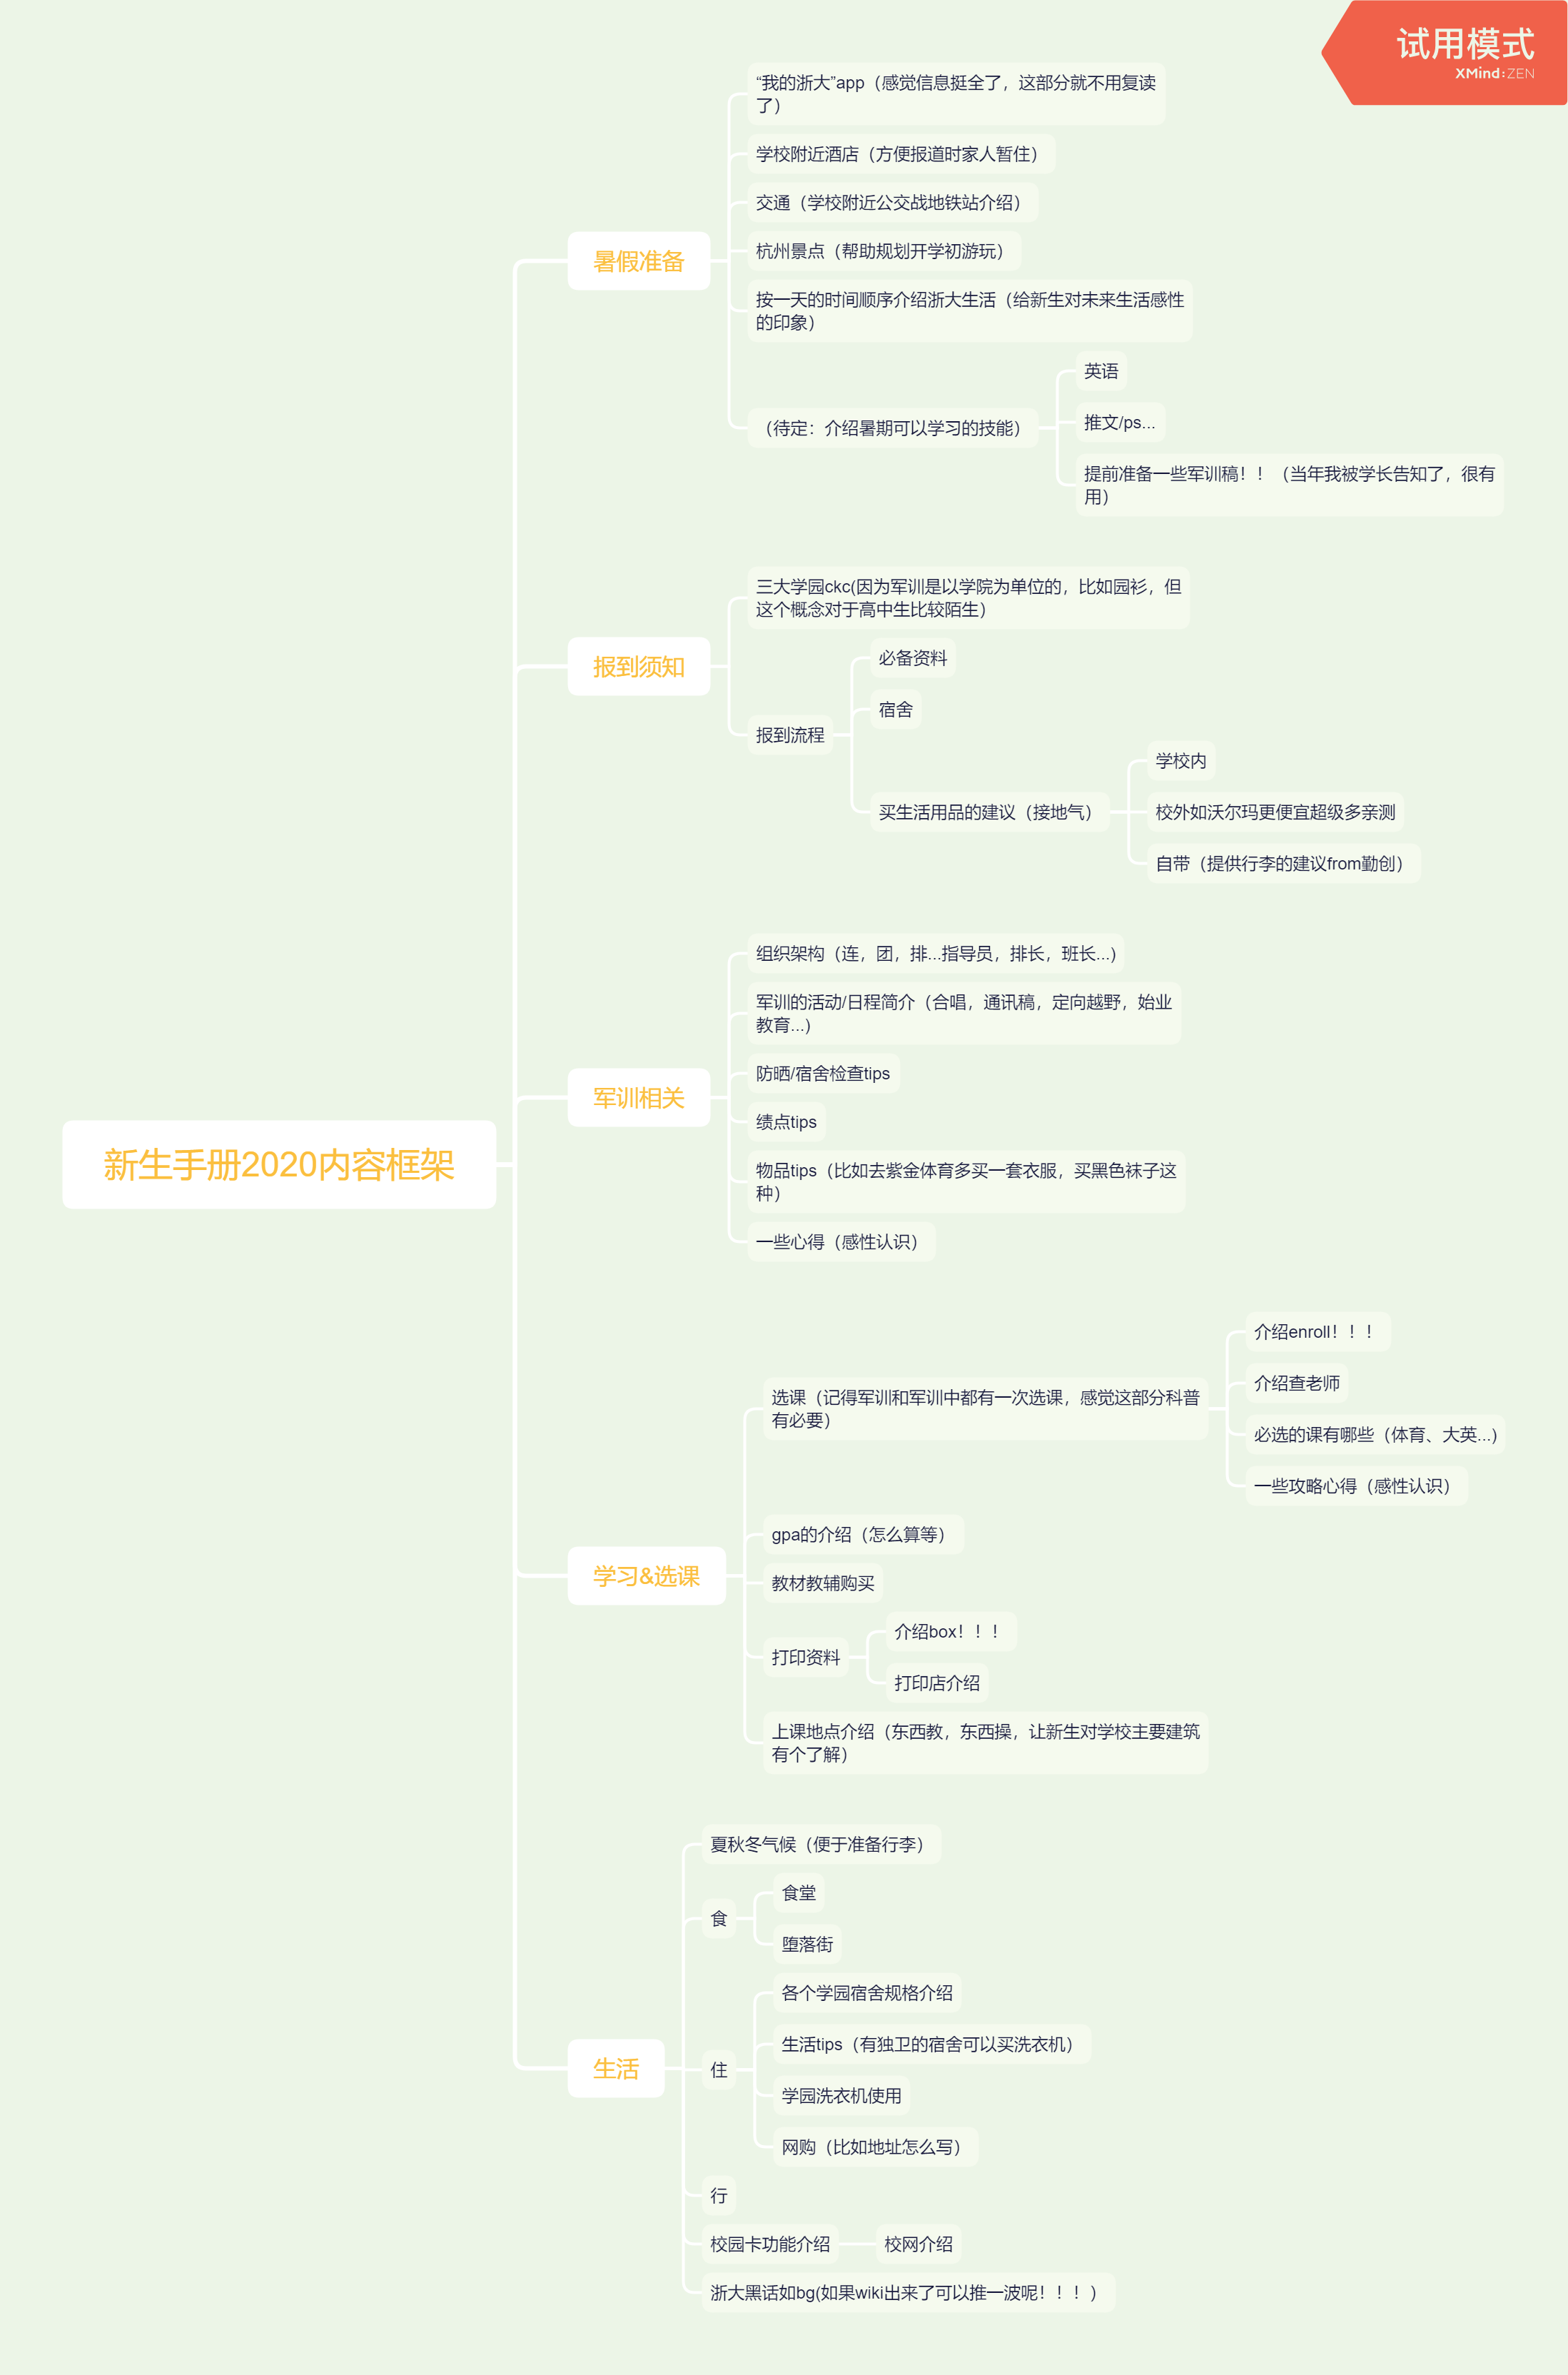 试用模式
XMind:ZEN
新生手册2020内容框架
暑假准备
“我的浙大”app（感觉信息挺全了，这部分就不用复读
了）
学校附近酒店（方便报道时家人暂住）
交通（学校附近公交战地铁站介绍）
杭州景点（帮助规划开学初游玩）
按一天的时间顺序介绍浙大生活（给新生对未来生活感性
的印象）
（待定：介绍暑期可以学习的技能）
英语
推文/ps...
提前准备一些军训稿！！（当年我被学长告知了，很有
用）
报到须知
三大学园ckc(因为军训是以学院为单位的，比如园衫，但
这个概念对于高中生比较陌生）
报到流程
必备资料
宿舍
买生活用品的建议（接地气）
学校内
校外如沃尔玛更便宜超级多亲测
自带（提供行李的建议from勤创）
军训相关
组织架构（连，团，排...指导员，排长，班长...）
军训的活动/日程简介（合唱，通讯稿，定向越野，始业
教育...）
防晒/宿舍检查tips
绩点tips
物品tips（比如去紫金体育多买一套衣服，买黑色袜子这
种）
一些心得（感性认识）
学习&选课
选课（记得军训和军训中都有一次选课，感觉这部分科普
有必要）
介绍enroll！！！
介绍查老师
必选的课有哪些（体育、大英...）
一些攻略心得（感性认识）
gpa的介绍（怎么算等）
教材教辅购买
打印资料
介绍box！！！
打印店介绍
上课地点介绍（东西教，东西操，让新生对学校主要建筑
有个了解）
生活
夏秋冬气候（便于准备行李）
食
食堂
堕落街
住
各个学园宿舍规格介绍
生活tips（有独卫的宿舍可以买洗衣机）
学园洗衣机使用
网购（比如地址怎么写）
行
校园卡功能介绍
校网介绍
浙大黑话如bg(如果wiki出来了可以推一波呢！！！）